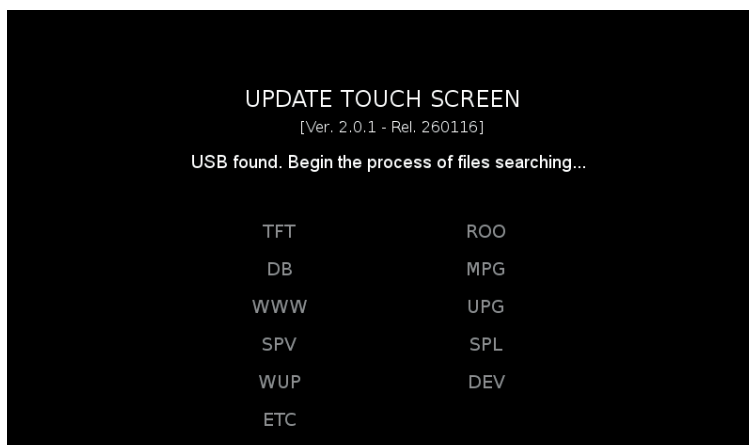 UPDATE TOUCH SCREEN
[Ver. 2.0.1 - Rel. 260116]
USB found. Begin the process of files searching...
TFT ROO
DB MPG
WWW UPG
SPV SPL
WUP DEV
ETC